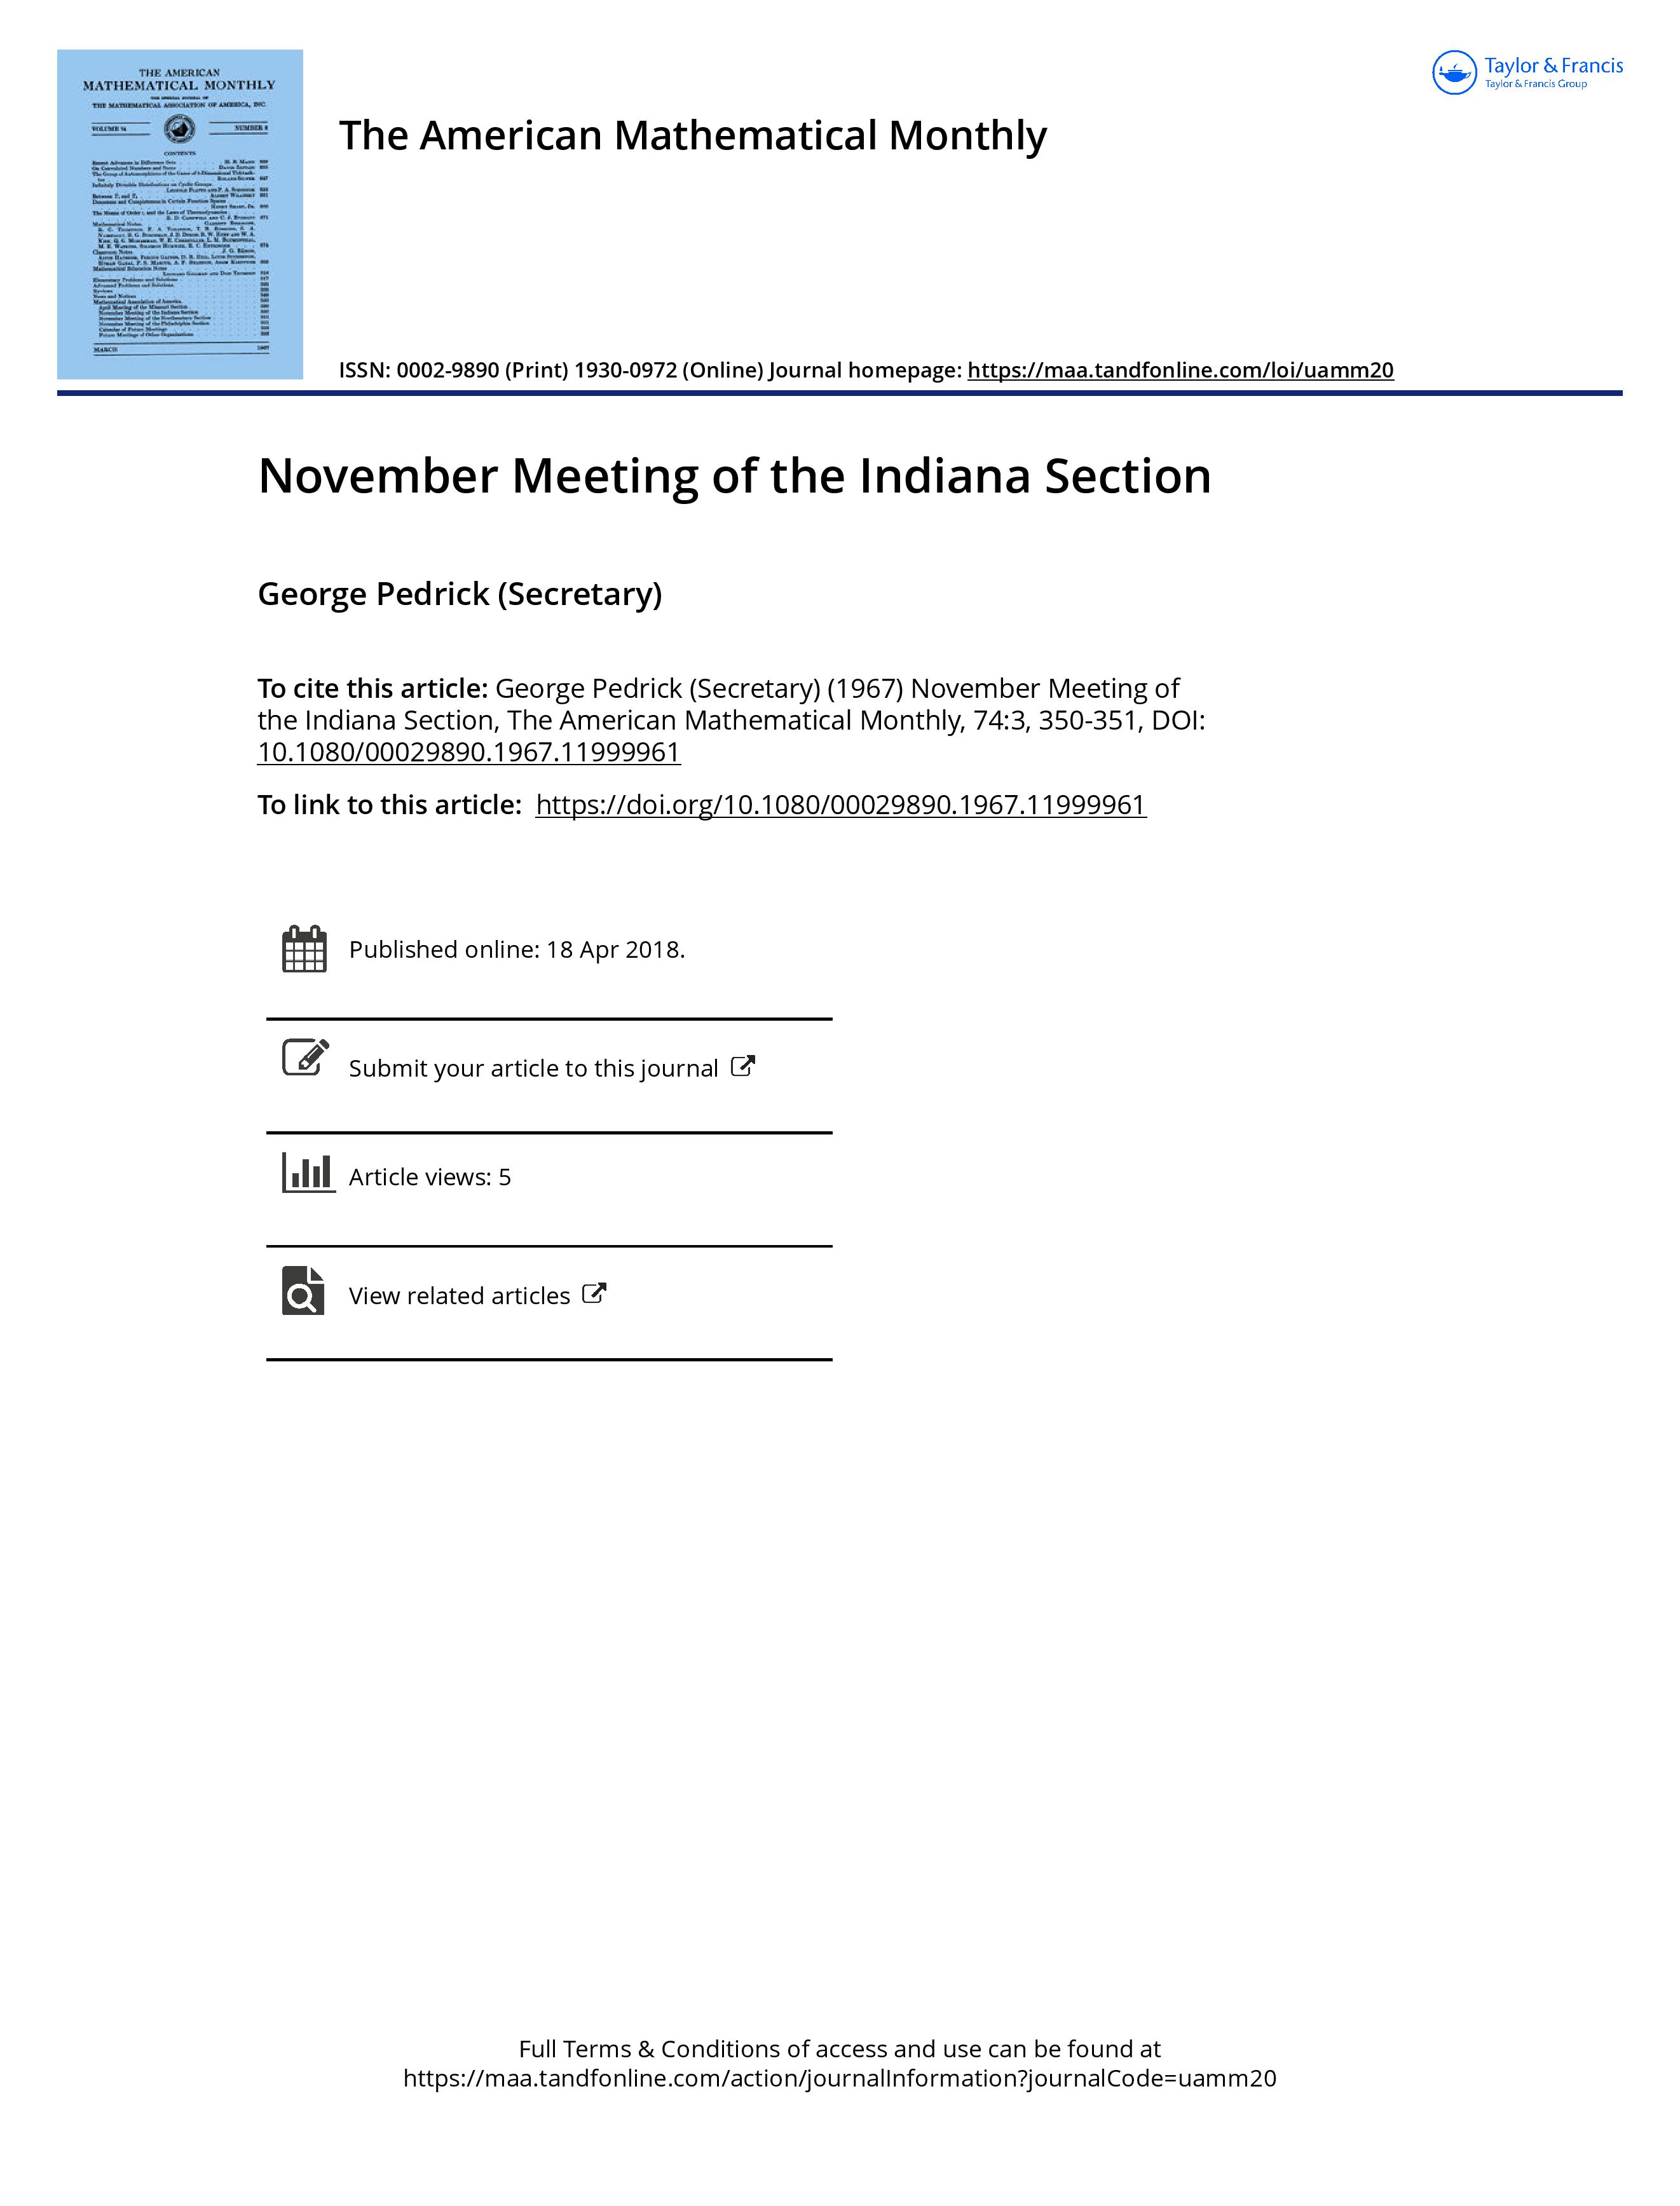 THE AMERICAN
MATHEMATICAL MONTHLY
THE MATHEMATICAL ASSOCIATION OF AMERICA, INC.
VOLUME 74
NUMBER 3
CONTENTS
MARCH
1967
Taylor & Francis
Taylor & Francis Group
The American Mathematical Monthly
ISSN: 0002-9890 (Print) 1930-0972 (Online) Journal homepage: https://maa.tandfonline.com/loi/uamm20
November Meeting of the Indiana Section
George Pedrick (Secretary)
To cite this article: George Pedrick (Secretary) (1967) November Meeting of
the Indiana Section, The American Mathematical Monthly, 74:3, 350-351, DOI:
10.1080/00029890.1967.11999961
To link to this article: https://doi.org/10.1080/00029890.1967.11999961
Published online: 18 Apr 2018.
Submit your article to this journal
Article views: 5
View related articles
Full Terms & Conditions of access and use can be found at
https://maa.tandfonline.com/action/journalInformation?journalCode=uamm20